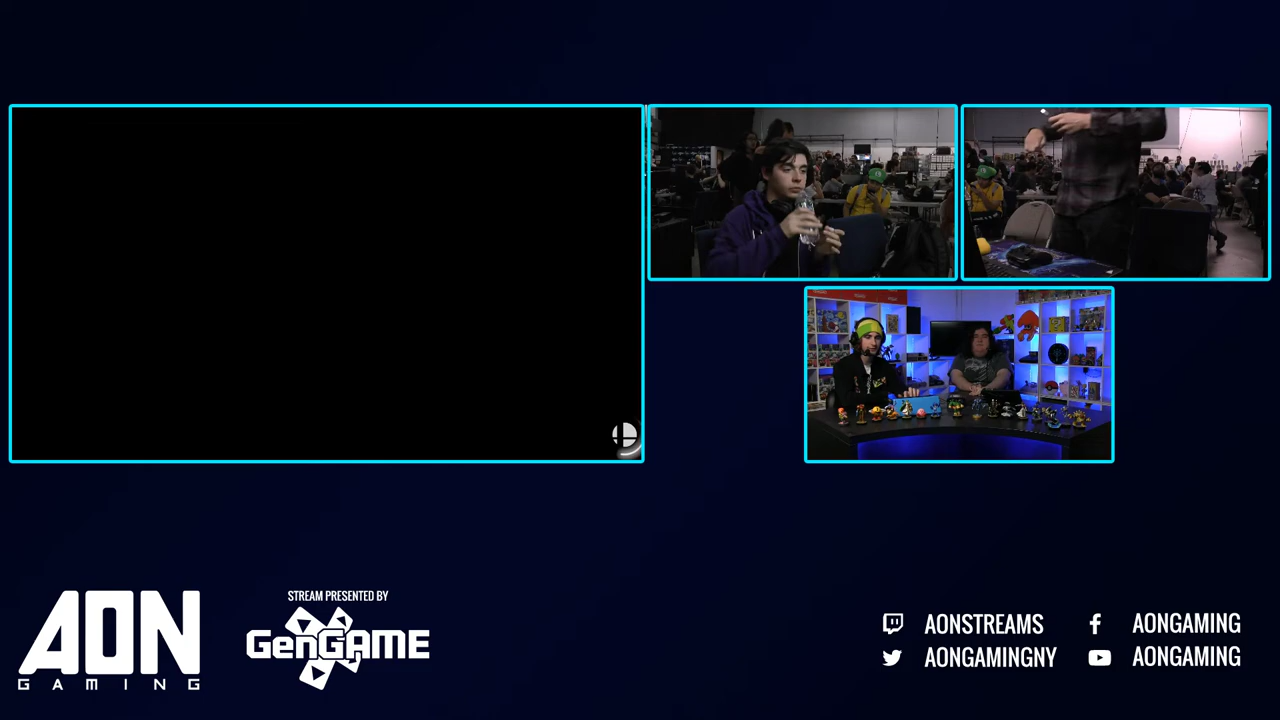 AON
GAMING
STREAM PRESENTED BY
GENGAME
AONSTREAMS
AONGAMING
AONGAMINGNY
AONGAMING